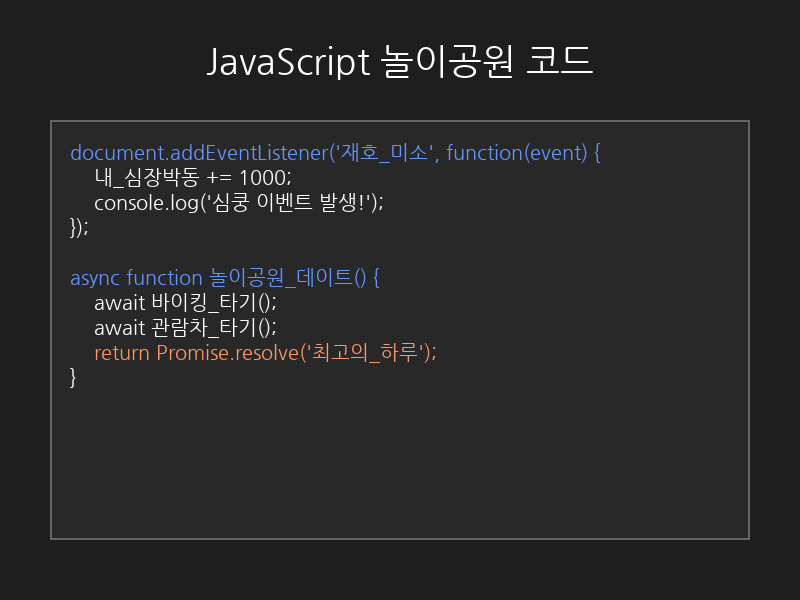 JavaScript 놀이공원 코드
document.addEventListener('재호_미소', function(event) {
내_심장박동 += 1000;
console.log('심쿵 이벤트 발생!');
});
async function 놀이공원_데이트() {
await 바이킹_타기();
await 관람차_타기();
return Promise.resolve('최고의_하루');
}